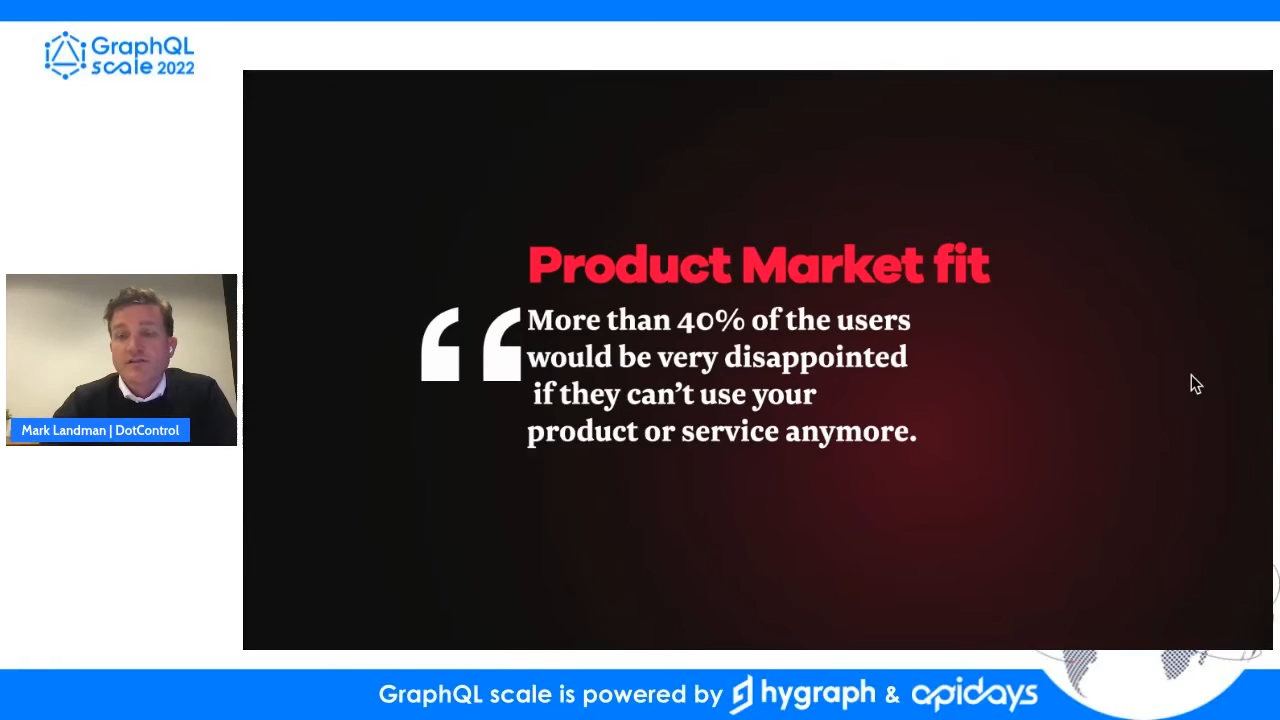 GraphQL
scale 2022
Product Market fit
“
More than 40% of the users
would be very disappointed
if they can’t use your
product or service anymore.
Mark Landman | DotControl
GraphQL scale is powered by hygraph & apidays